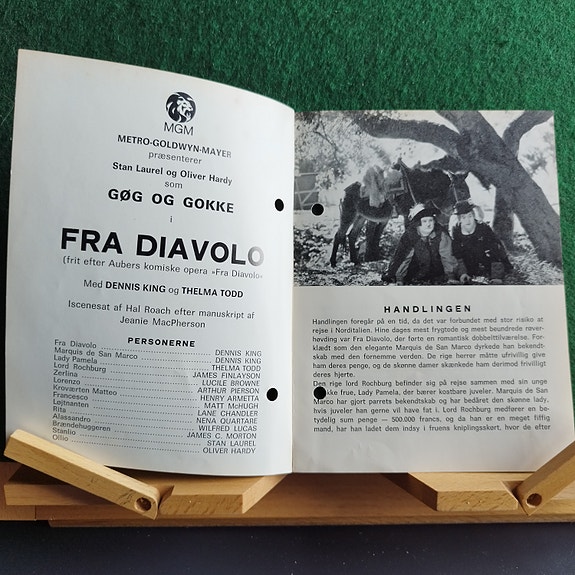 MGM
METRO-GOLDWYN-MAYER
præsenterer
Stan Laurel og Oliver Hardy
som
GØG OG GOKKE
i
FRA DIAVOLO
(frit efter Aubers komiske opera »Fra Diavolo«
Med DENNIS KING og THELMA TODD
Iscenesat af Hal Roach efter manuskript af
Jeanie MacPherson
PERSONERNE
Fra Diavolo DENNIS KING
Marquis de San Marco DENNIS KING
Lady Pamela THELMA TODD
Lord Rochburg JAMES FINLAYSON
Zerlina LUCILE BROWNE
Lorenzo ARTHUR PIERSON
Kroværten Matteo HENRY ARMETTA
Francesco MATT McHUGH
Løjtnanten LANE CHANDLER
Rita NENA QUARTARE
Alassandro WILFRED LUCAS
Brændehuggeren JAMES C. MORTON
Stanlio STAN LAUREL
Ollio OLIVER HARDY
HANDLINGEN
Handlingen foregår på en tid, da det var forbundet med stor risiko at
rejse i Norditalien. Hine dages mest frygtede og mest beundrede røver-
høvding var Fra Diavolo, der førte en romantisk dobbelttilværelse. For-
klædt som den elegante Marquis de San Marco dyrkede han bekendt-
skab med den fornemme verden. De rige herrer måtte ufrivillig give
ham deres penge, og de skønne damer skænkede ham derimod frivilligt
deres hjerte.
Den rige lord Rochburg befinder sig på rejse sammen med sin unge
frue, Lady Pamela, der bærer kostbare juveler. Marquis de San
Marco har gjort parrets bekendtskab og har bedåret den skønne lady,
hvis juveler han gerne vil have fat i. Lord Rochburg medfører en be-
tydelig sum penge — 500.000 francs, og da han er en meget fiffig
mand, har han ladet dem indsy i fruens kniplingsskørt, hvor de efter